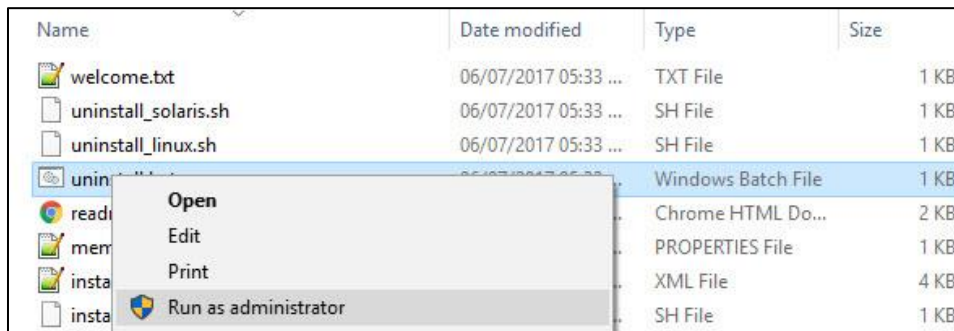 Name Date modified Type Size
welcome.txt 06/07/2017 05:33 ... TXT File 1 KB
uninstall_solaris.sh 06/07/2017 05:33 ... SH File 1 KB
uninstall_linux.sh 06/07/2017 05:33 ... SH File 1 KB
Windows Batch File 1 KB
Open
Chrome HTML Do... 2 KB
Edit
PROPERTIES File 1 KB
Print
XML File 4 KB
Run as administrator
SH File 1 KB